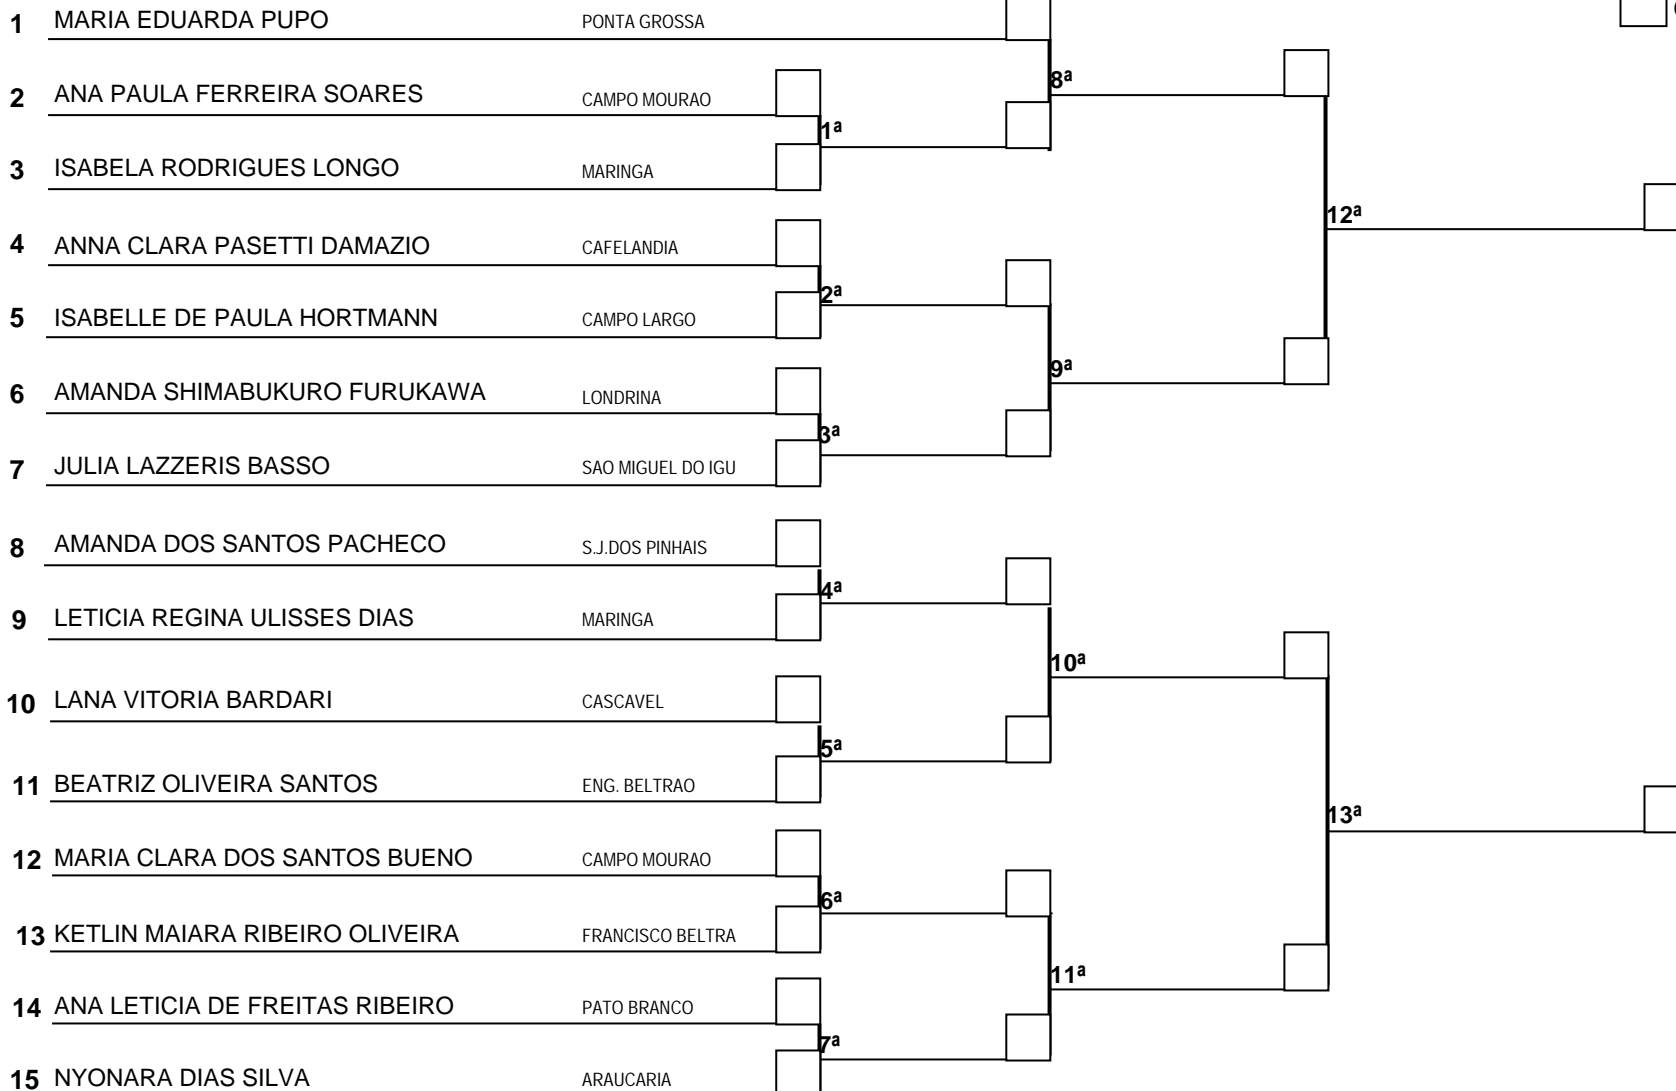 1 MARIA EDUARDA PUPO PONTA GROSSA
8ª
2 ANA PAULA FERREIRA SOARES CAMPO MOURAO
1ª
3 ISABELA RODRIGUES LONGO MARINGA
12ª
4 ANNA CLARA PASETTI DAMAZIO CAFELANDIA
2ª
5 ISABELLE DE PAULA HORTMANN CAMPO LARGO
9ª
6 AMANDA SHIMABUKURO FURUKAWA LONDRINA
3ª
7 JULIA LAZZERIS BASSO SAO MIGUEL DO IGU
8 AMANDA DOS SANTOS PACHECO S.J.DOS PINHAIS
4ª
9 LETICIA REGINA ULISSES DIAS MARINGA
10ª
10 LANA VITORIA BARDARI CASCAVEL
5ª
11 BEATRIZ OLIVEIRA SANTOS ENG. BELTRAO
13ª
12 MARIA CLARA DOS SANTOS BUENO CAMPO MOURAO
6ª
13 KETLIN MAIARA RIBEIRO OLIVEIRA FRANCISCO BELTRA
11ª
14 ANA LETICIA DE FREITAS RIBEIRO PATO BRANCO
7ª
15 NYONARA DIAS SILVA ARAUCARIA